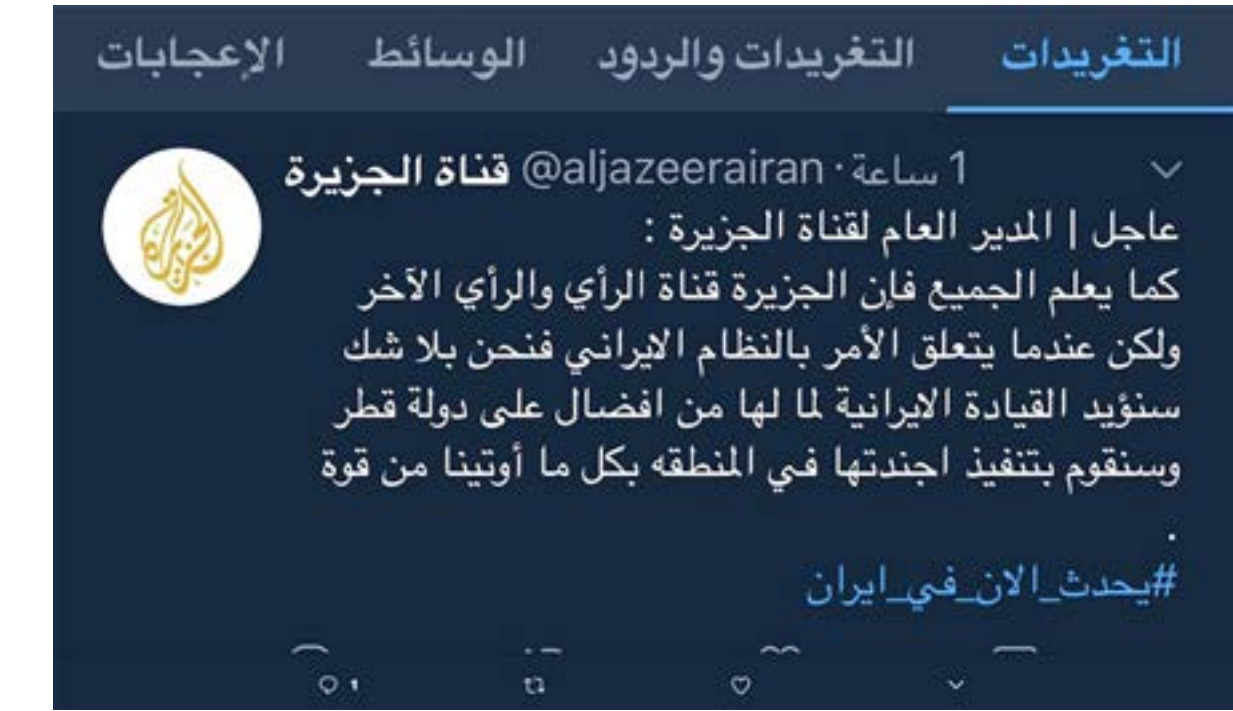 التغريدات التغريدات والردود الوسائط الإعجابات
قناة الجزيرة @aljazeerairan · 1 ساعة
عاجل | المدير العام لقناة الجزيرة :
كما يعلم الجميع فإن الجزيرة قناة الرأي والرأي الآخر
ولكن عندما يتعلق الأمر بالنظام الايراني فنحن بلا شك
سنؤيد القيادة الايرانية لما لها من افضال على دولة قطر
وسنقوم بتنفيذ اجندتها في المنطقه بكل ما أوتينا من قوة
.
#يحدث_الان_في_ايران
1
الجزيرة